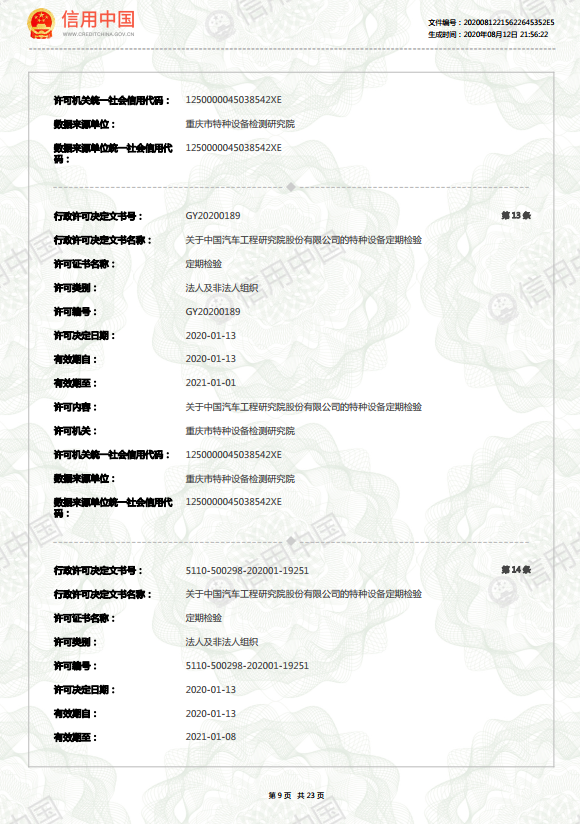 信用中国
WWW.CREDITCHINA.GOV.CN
文件编号：2020081221562264535​2E5
生成时间：2020年08月12日 21:56:22
许可机关统一社会信用代码： 1250000045038542XE
数据来源单位： 重庆市特种设备检测研究院
数据来源单位统一社会信用代 1250000045038542XE
码：
行政许可决定文书号： GY20200189 第 13 条
行政许可决定文书名称： 关于中国汽车工程研究院股份有限公司的特种设备定期检验
许可证书名称： 定期检验
许可类别： 法人及非法人组织
许可编号： GY20200189
许可决定日期： 2020-01-13
有效期自： 2020-01-13
有效期至： 2021-01-01
许可内容： 关于中国汽车工程研究院股份有限公司的特种设备定期检验
许可机关： 重庆市特种设备检测研究院
许可机关统一社会信用代码： 1250000045038542XE
数据来源单位： 重庆市特种设备检测研究院
数据来源单位统一社会信用代 1250000045038542XE
码：
行政许可决定文书号： 5110-500298-202001-19251 第 14 条
行政许可决定文书名称： 关于中国汽车工程研究院股份有限公司的特种设备定期检验
许可证书名称： 定期检验
许可类别： 法人及非法人组织
许可编号： 5110-500298-202001-19251
许可决定日期： 2020-01-13
有效期自： 2020-01-13
有效期至： 2021-01-08
第 9 页 共 23 页